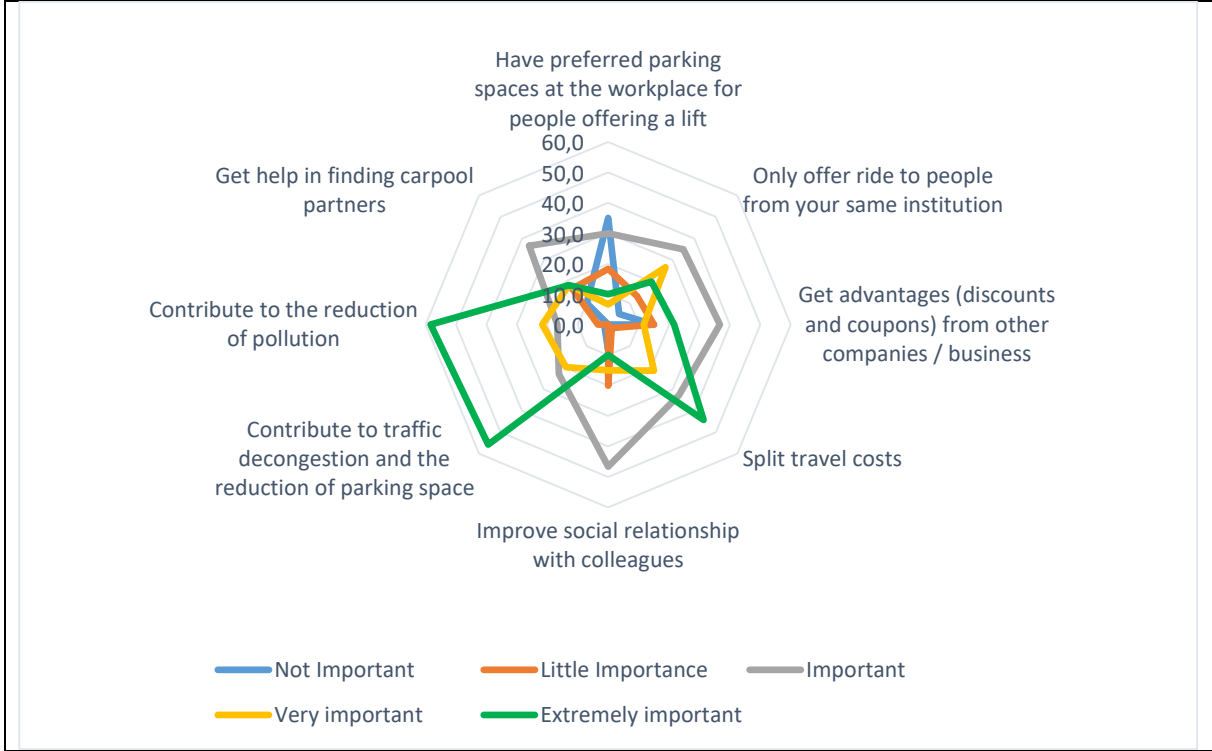 Have preferred parking
spaces at the workplace for
people offering a lift
60,0
50,0
40,0
30,0
20,0
10,0
0,0
Only offer ride to people
from your same institution
Get advantages (discounts
and coupons) from other
companies / business
Split travel costs
Improve social relationship
with colleagues
Contribute to traffic
decongestion and the
reduction of parking space
Contribute to the reduction
of pollution
Get help in finding carpool
partners
Not Important
Little Importance
Important
Very important
Extremely important